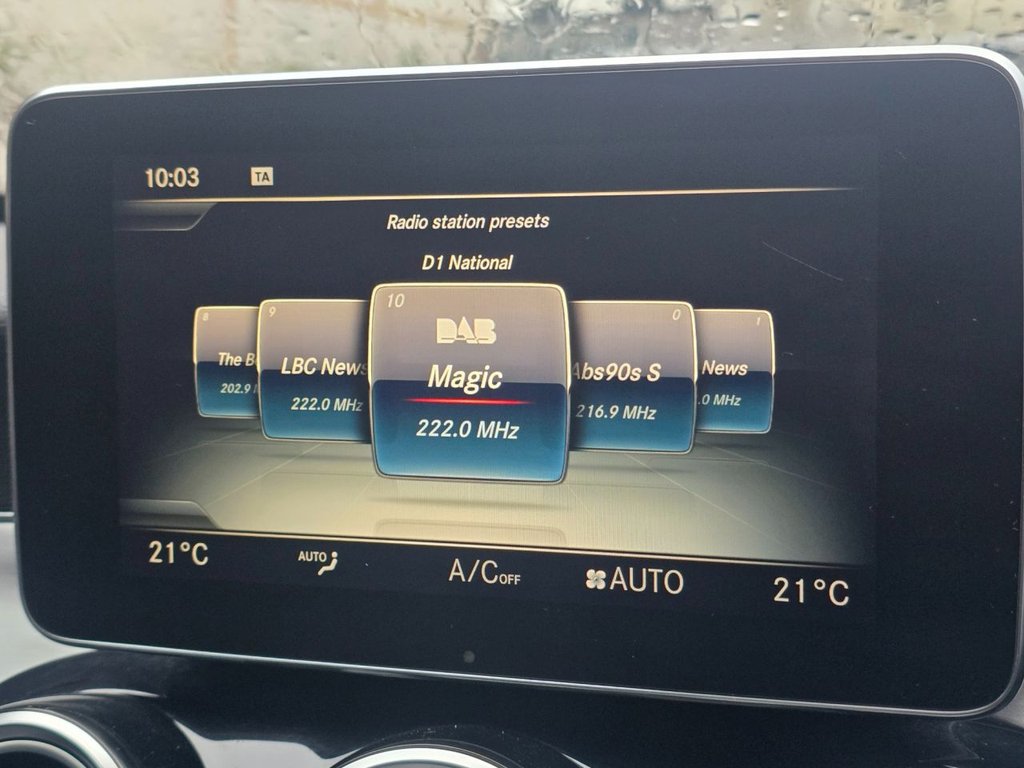 10:03 TA
Radio station presets
D1 National
8
The B
202.9
9
LBC News
222.0 MHz
10
DAB
Magic
222.0 MHz
0
Abs90s S
216.9 MHz
1
News
.0 MHz
21°C AUTO A/C OFF AUTO 21°C